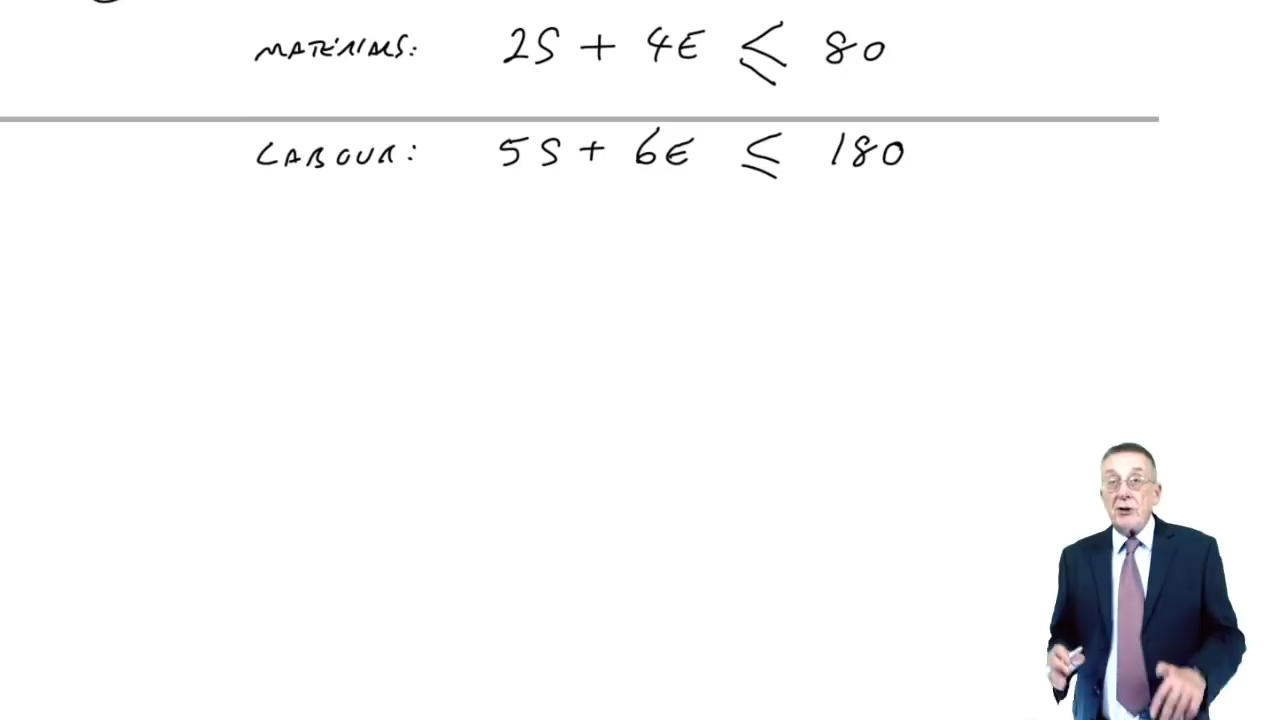 MATERIALS: 2S + 4E ≤ 80
LABOUR: 5S + 6E ≤ 180